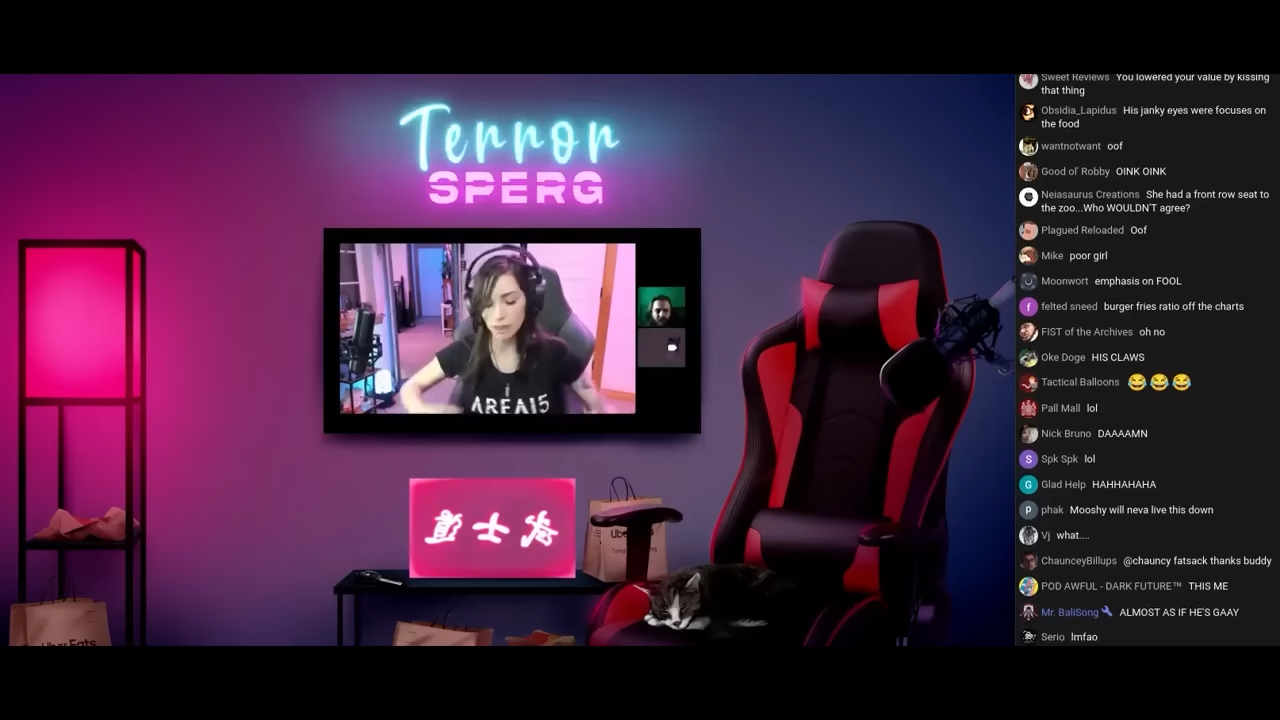 Terror
SPERG
AREA15
武士道
Uber Eats
Sweet Reviews You lowered your value by kissing
that thing
Obsidia_Lapidus His janky eyes were focuses on
the food
wantnotwant oof
Good ol' Robby OINK OINK
Neiasaurus Creations She had a front row seat to
the zoo...Who WOULDN'T agree?
Plagued Reloaded Oof
Mike poor girl
Moonwort emphasis on FOOL
f felted sneed burger fries ratio off the charts
FIST of the Archives oh no
Oke Doge HIS CLAWS
Tactical Balloons 😂😂😂
Pall Mall lol
Nick Bruno DAAAAMN
S Spk Spk lol
G Glad Help HAHHAHAHA
P phak Mooshy will neva live this down
Vj what....
ChaunceyBillups @chauncy fatsack thanks buddy
POD AWFUL - DARK FUTURE™ THIS ME
Mr. BaliSong🔧 ALMOST AS IF HE'S GAAY
Serio lmfao